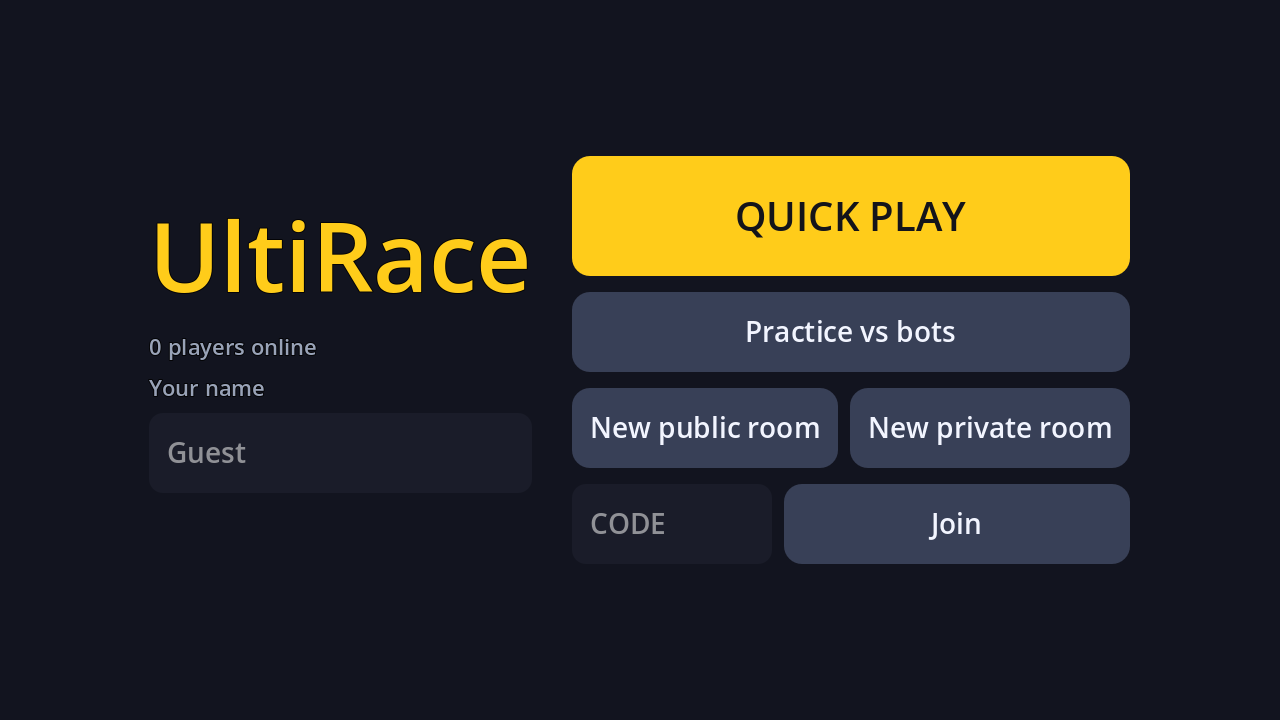 UltiRace
0 players online
Your name
Guest
QUICK PLAY
Practice vs bots
New public room
New private room
CODE
Join